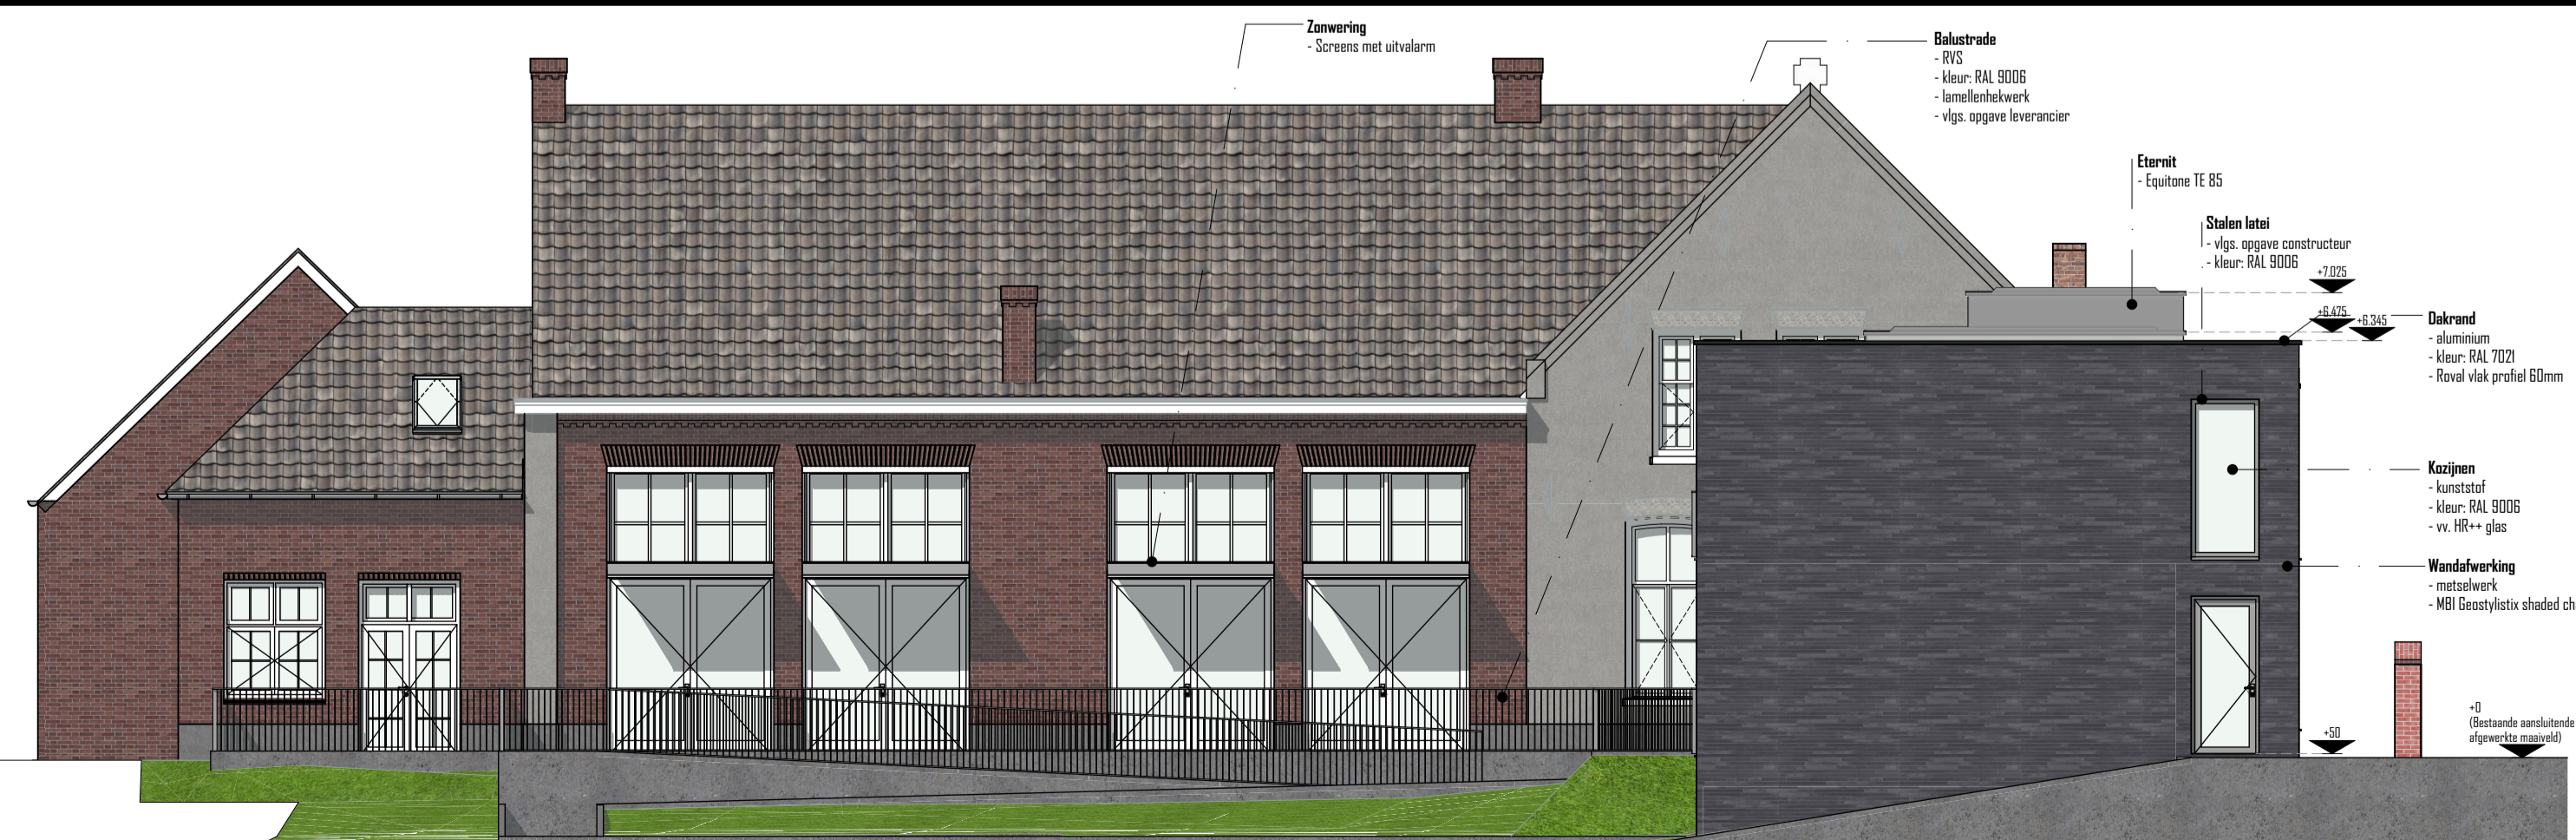 Zonwering
- Screens met uitvalarm
Balustrade
- RVS
- kleur: RAL 9006
- lamellenhekwerk
- vlgs. opgave leverancier
Eternit
- Equitone TE 85
Stalen latei
- vlgs. opgave constructeur
- kleur: RAL 9006
+7.025
+6.475
+6.345
Dakrand
- aluminium
- kleur: RAL 7021
- Roval vlak profiel 60mm
Kozijnen
- kunststof
- kleur: RAL 9006
- vv. HR++ glas
Wandafwerking
- metselwerk
- MBI Geostylistix shaded ch
+50
+0
(Bestaande aansluitende
afgewerkte maaiveld)